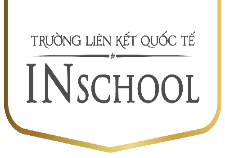 TRƯỜNG LIÊN KẾT QUỐC TẾ
INSCHOOL